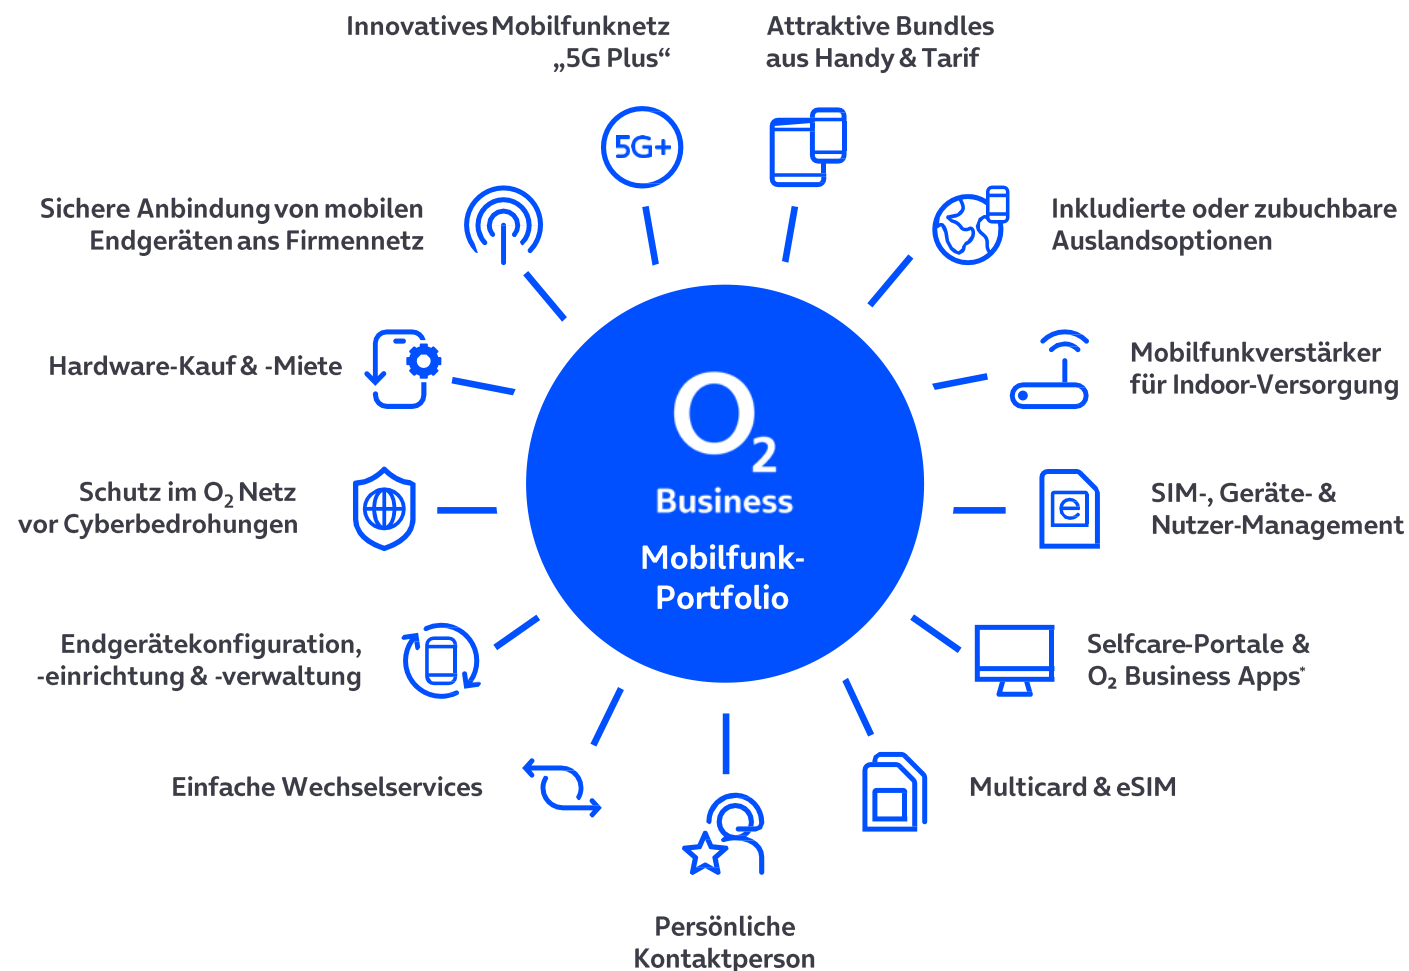 Innovatives Mobilfunknetz
„5G Plus“
Attraktive Bundles
aus Handy & Tarif
5G+
Sichere Anbindung von mobilen
Endgeräten ans Firmennetz
Inkludierte oder zubuchbare
Auslandsoptionen
Hardware-Kauf & -Miete
Mobilfunkverstärker
für Indoor-Versorgung
O₂
Business
Mobilfunk-
Portfolio
Schutz im O₂ Netz
vor Cyberbedrohungen
e
SIM-, Geräte- &
Nutzer-Management
Endgerätekonfiguration,
-einrichtung & -verwaltung
Selfcare-Portale &
O₂ Business Apps*
Einfache Wechselservices
Multicard & eSIM
Persönliche
Kontaktperson